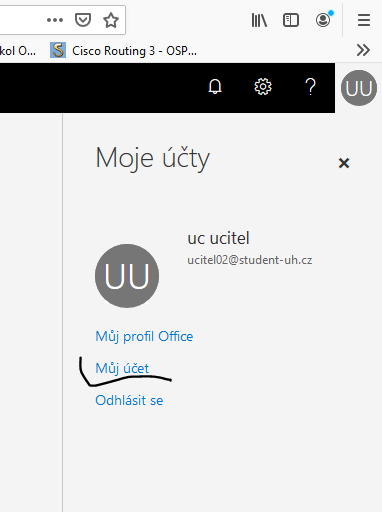 kol O...
Cisco Routing 3 - OSP...
UU
Moje účty
UU
uc ucitel
ucitel02@student-uh.cz
Můj profil Office
Můj účet
Odhlásit se